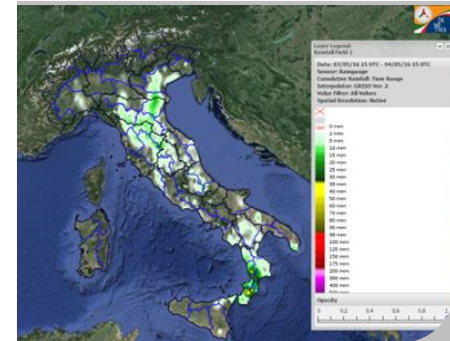 Layer Legend:
Rainfall Field 1
Data: 03/05/16 15 UTC - 04/05/16 15 UTC
Sensor: Raingauge
Cumulative Rainfall: Time Range
Interpolator: GRISO Ver. 2
Value Filter: All Values
Spatial Resolution: Native
0 mm
2 mm
5 mm
10 mm
15 mm
20 mm
25 mm
30 mm
30 mm
40 mm
50 mm
60 mm
70 mm
80 mm
90 mm
100 mm
125 mm
150 mm
175 mm
200 mm
300 mm
400 mm
Opacity
0 0.2 0.4 0.6 0.8 1